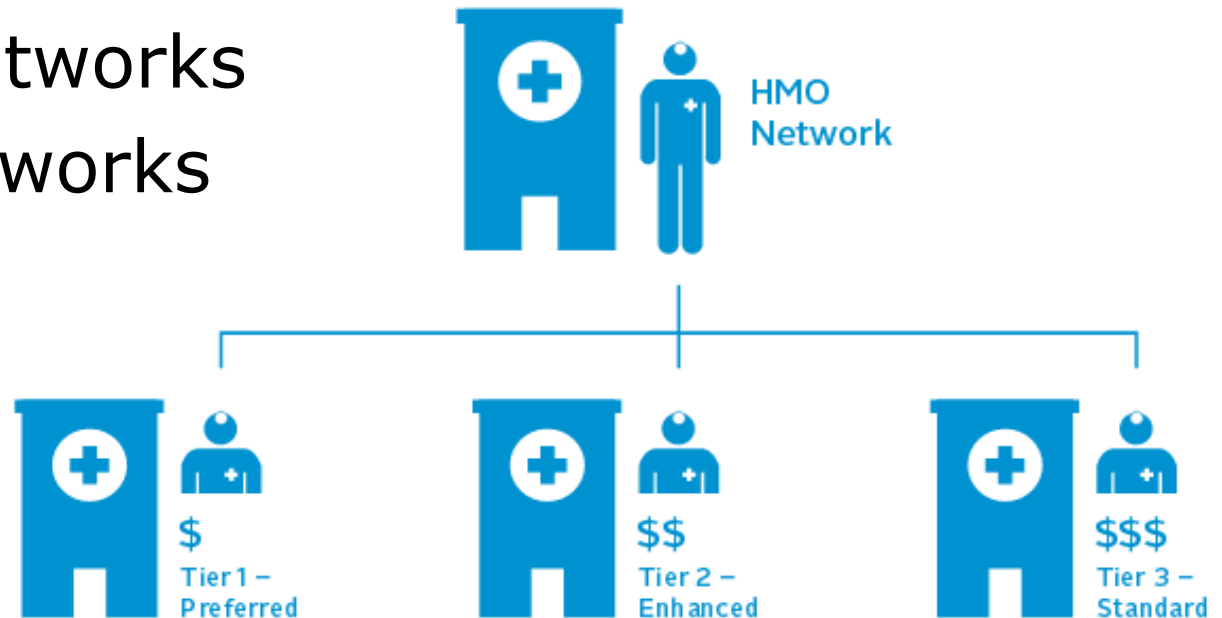 tworks
works
HMO
Network
$
Tier 1 –
Preferred
$$
Tier 2 –
Enhanced
$$$
Tier 3 –
Standard